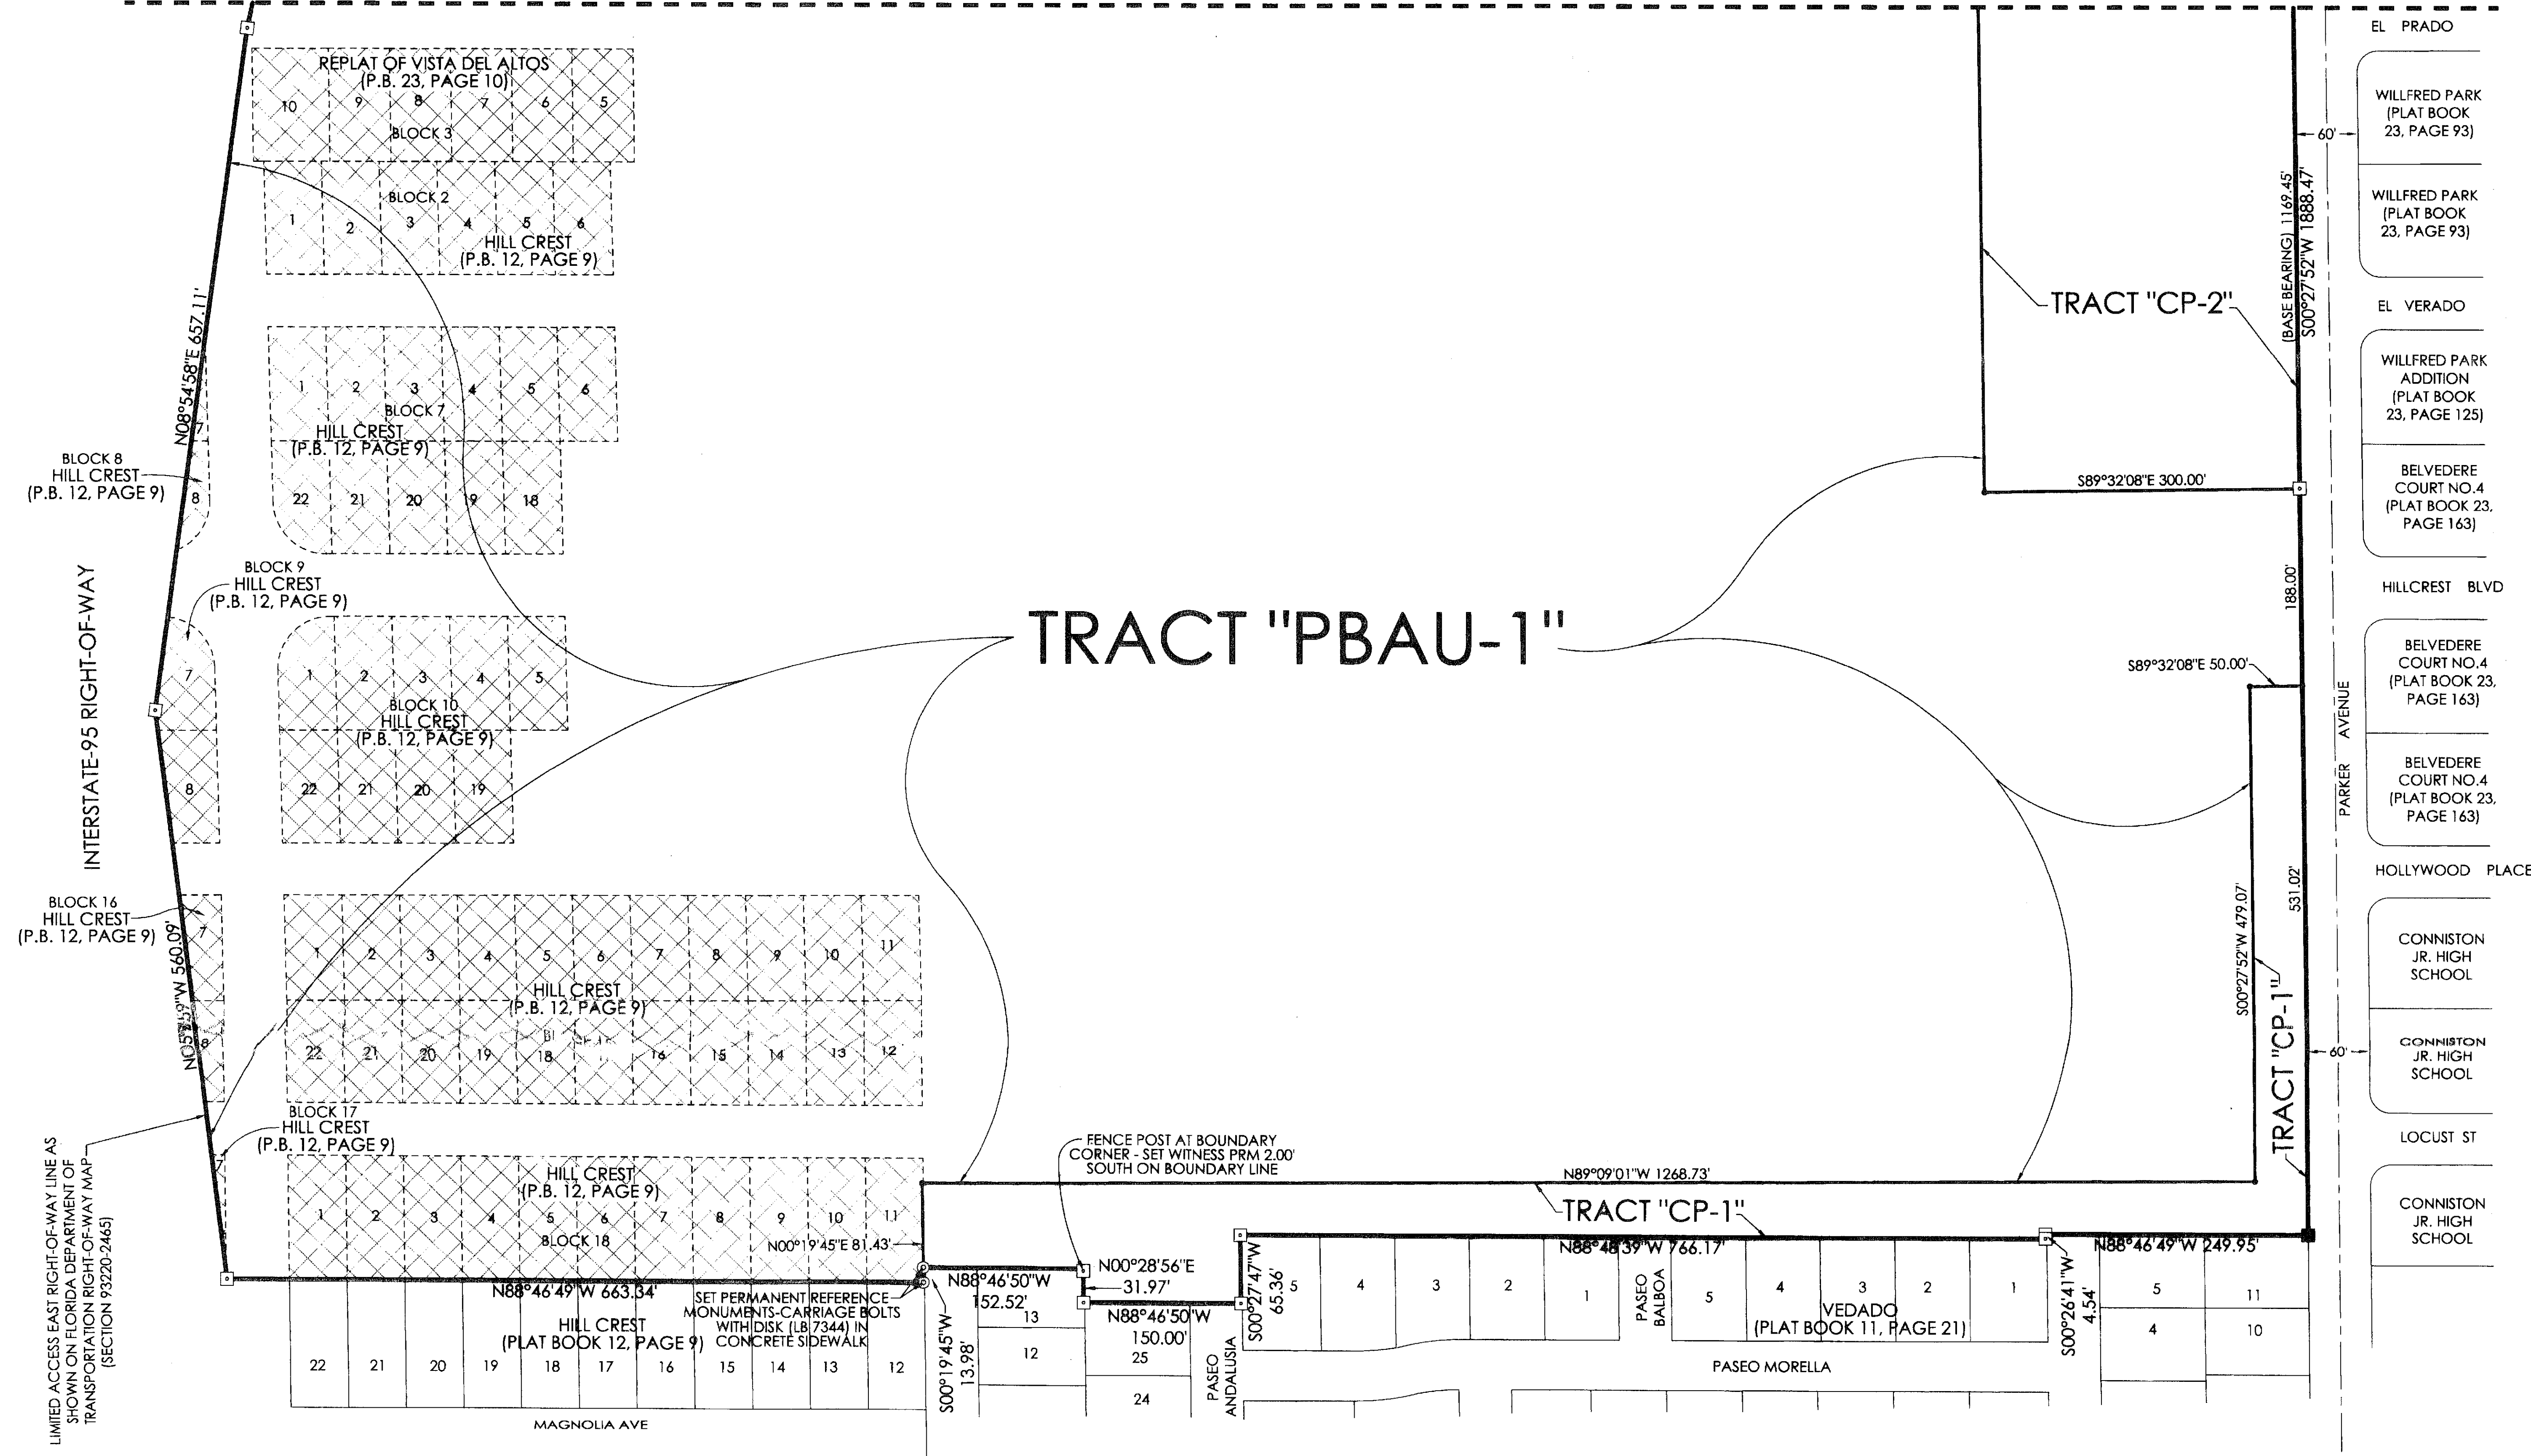 REPLAT OF VISTA DEL ALTOS
(P.B. 23, PAGE 10)
10 9 8 7 6 5
BLOCK 3
BLOCK 2
1 2 3 4 5 6
HILL CREST
(P.B. 12, PAGE 9)
N08°54'58"E 657.11'
1 2 3 4 5 6
BLOCK 7
HILL CREST
(P.B. 12, PAGE 9)
22 21 20 19 18
7
BLOCK 8
HILL CREST
(P.B. 12, PAGE 9)
8
BLOCK 9
HILL CREST
(P.B. 12, PAGE 9)
INTERSTATE-95 RIGHT-OF-WAY
7
8
1 2 3 4 5
BLOCK 10
HILL CREST
(P.B. 12, PAGE 9)
22 21 20 19
BLOCK 16
HILL CREST
(P.B. 12, PAGE 9)
7
8
W 560.09'
1 2 3 4 5 6 7 8 9 10 11
HILL CREST
(P.B. 12, PAGE 9)
22 21 20 19 18 16 15 14 13 12
BLOCK 17
HILL CREST
(P.B. 12, PAGE 9)
7
LIMITED ACCESS EAST RIGHT-OF-WAY LINE AS
SHOWN ON FLORIDA DEPARTMENT OF
TRANSPORTATION RIGHT-OF-WAY MAP
(SECTION 93220-2465)
HILL CREST
(P.B. 12, PAGE 9)
1 2 3 4 5 6 7 8 9 10 11
BLOCK 18
N00°19'45"E 81.43'
N88°46'49"W 663.34'
SET PERMANENT REFERENCE
MONUMENTS-CARRIAGE BOLTS
WITH DISK (LB 7344) IN
CONCRETE SIDEWALK
HILL CREST
(PLAT BOOK 12, PAGE 9)
22 21 20 19 18 17 16 15 14 13 12
MAGNOLIA AVE
TRACT "PBAU-1"
FENCE POST AT BOUNDARY
CORNER - SET WITNESS PRM 2.00'
SOUTH ON BOUNDARY LINE
S00°19'45"W
13.98'
N88°46'50"W
152.52'
N00°28'56"E
31.97'
N88°46'50"W
150.00'
13
12
25
24
PASEO
ANDALUSIA
S00°27'47"W
65.36'
N89°09'01"W 1268.73'
TRACT "CP-1"
N88°48'39"W 766.17'
5 4 3 2 1
PASEO
BALBOA
5 4 3 2 1
VEDADO
(PLAT BOOK 11, PAGE 21)
PASEO MORELLA
S00°26'41"W
4.54'
N88°46'49"W 249.95'
5 11
4 10
TRACT "CP-2"
(BASE BEARING) 1169.45'
S00°27'52"W 1888.47'
S89°32'08"E 300.00'
188.00'
S89°32'08"E 50.00'
S00°27'52"W 479.07'
531.02'
TRACT "CP-1"
60'
60'
PARKER AVENUE
EL PRADO
WILLFRED PARK
(PLAT BOOK
23, PAGE 93)
WILLFRED PARK
(PLAT BOOK
23, PAGE 93)
EL VERADO
WILLFRED PARK
ADDITION
(PLAT BOOK
23, PAGE 125)
BELVEDERE
COURT NO.4
(PLAT BOOK 23,
PAGE 163)
HILLCREST BLVD
BELVEDERE
COURT NO.4
(PLAT BOOK 23,
PAGE 163)
BELVEDERE
COURT NO.4
(PLAT BOOK 23,
PAGE 163)
HOLLYWOOD PLACE
CONNISTON
JR. HIGH
SCHOOL
CONNISTON
JR. HIGH
SCHOOL
LOCUST ST
CONNISTON
JR. HIGH
SCHOOL